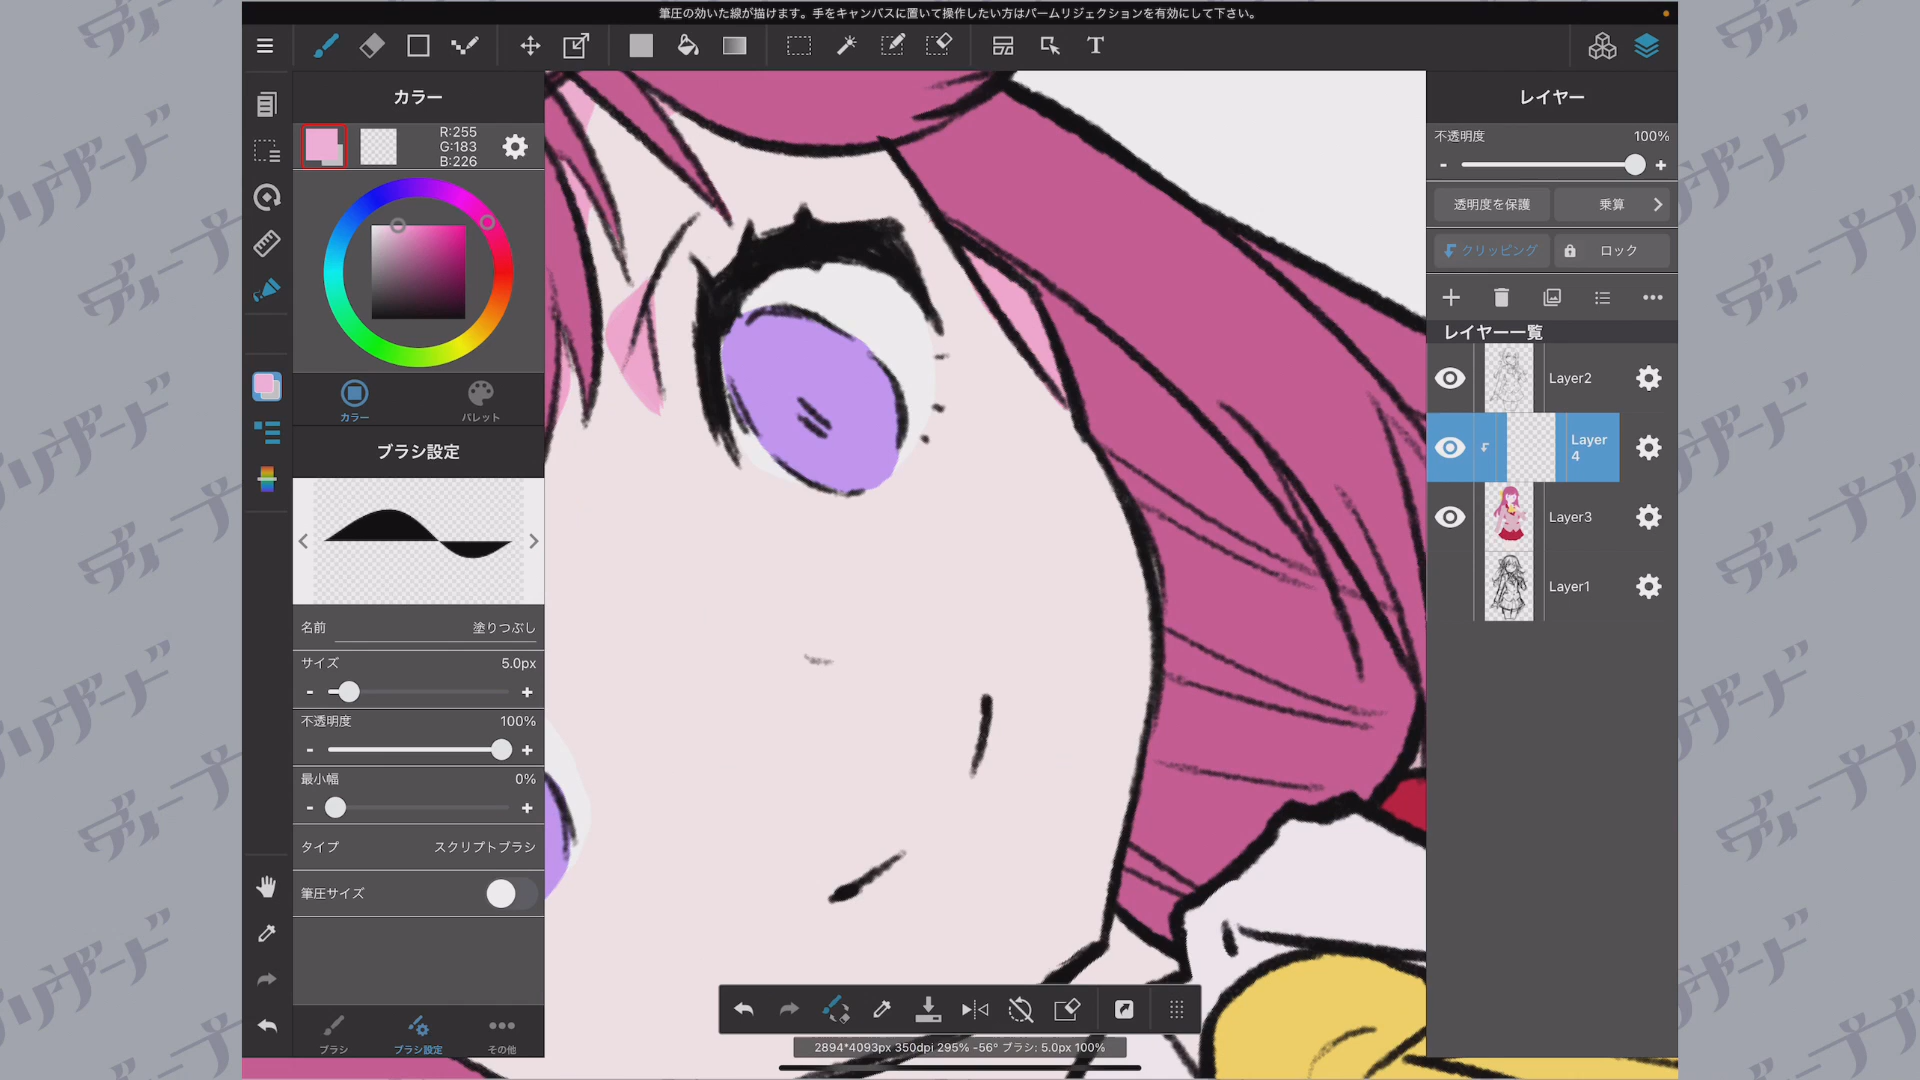 筆圧の効いた線が描けます。手をキャンバスに置いて操作したい方はパームリジェクションを有効にして下さい。
カラー
R:255
G:183
B:226
カラー
パレット
ブラシ設定
名前 塗りつぶし
サイズ 5.0px
不透明度 100%
最小幅 0%
タイプ スクリプトブラシ
筆圧サイズ
ブラシ
ブラシ設定
その他
2894*4093px 350dpi 295% -56° ブラシ: 5.0px 100%
レイヤー
不透明度 100%
透明度を保護
乗算
クリッピング
ロック
レイヤー一覧
Layer2
Layer
4
Layer3
Layer1